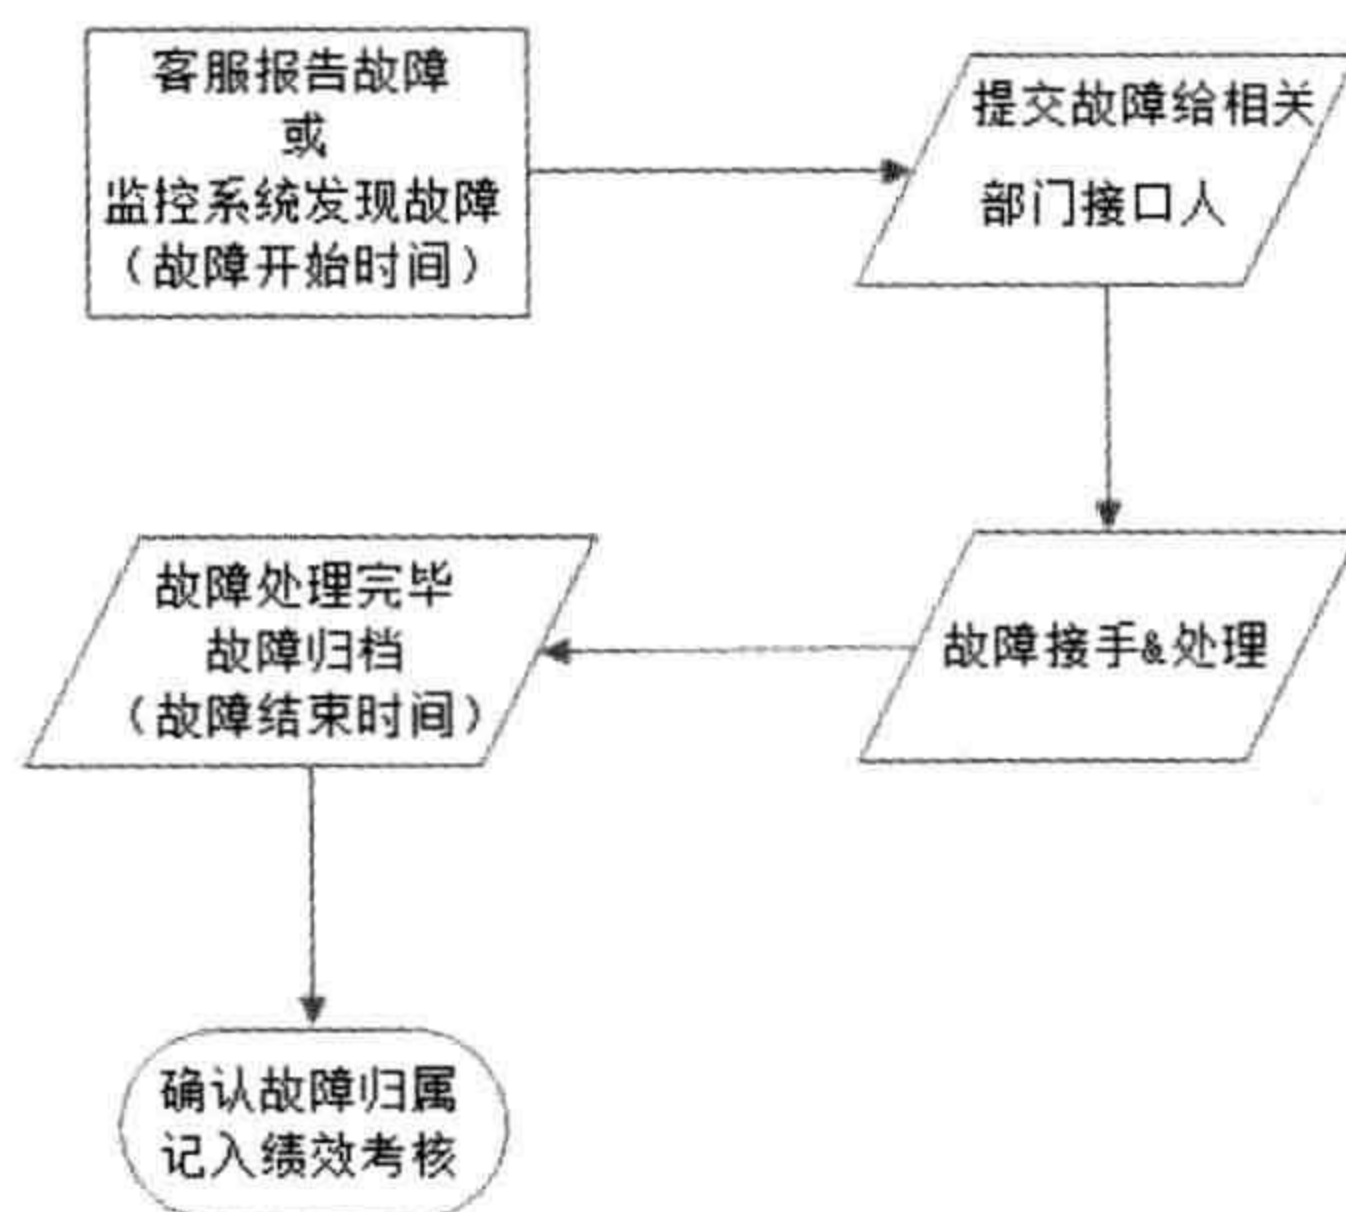 客服报告故障
或
监控系统发现故障
（故障开始时间）
提交故障给相关
部门接口人
故障接手&处理
故障处理完毕
故障归档
（故障结束时间）
确认故障归属
记入绩效考核